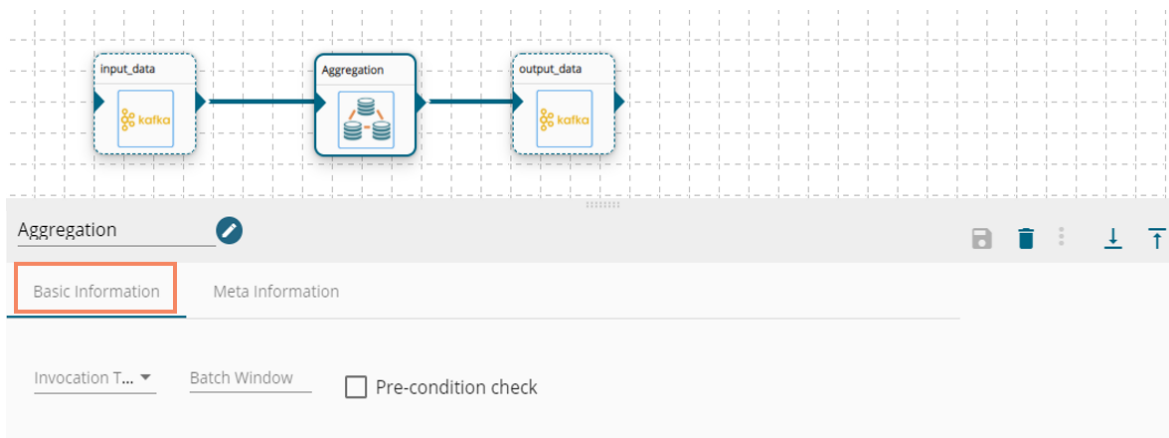 input_data
Aggregation
output_data
kafka
kafka
Aggregation
Basic Information
Meta Information
Invocation T...
Batch Window
Pre-condition check